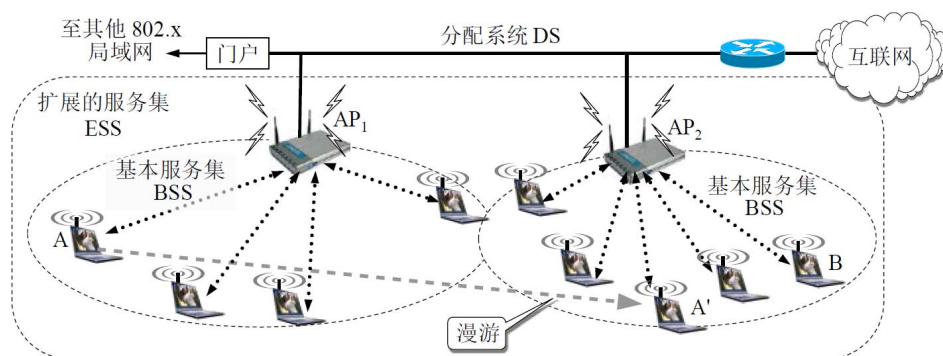 至其他 802.x
局域网
门户
分配系统 DS
互联网
扩展的服务集
ESS
AP₁
AP₂
基本服务集
BSS
基本服务集
BSS
A
B
A'
漫游